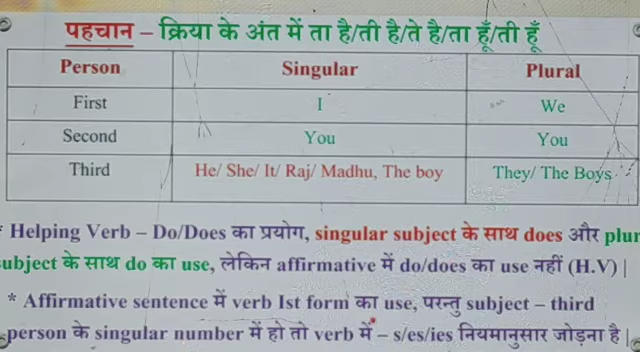 पहचान – क्रिया के अंत में ता है/ती है/ते है/ता हूँ/ती हूँ
Person Singular Plural
First I We
Second You You
Third He/ She/ It/ Raj/ Madhu, The boy They/ The Boys
* Helping Verb – Do/Does का प्रयोग, singular subject के साथ does और plur
ubject के साथ do का use, लेकिन affirmative में do/does का use नहीं (H.V) |
* Affirmative sentence में verb Ist form का use, परन्तु subject – third
person के singular number में हो तो verb में – s/es/ies नियमानुसार जोड़ना है |